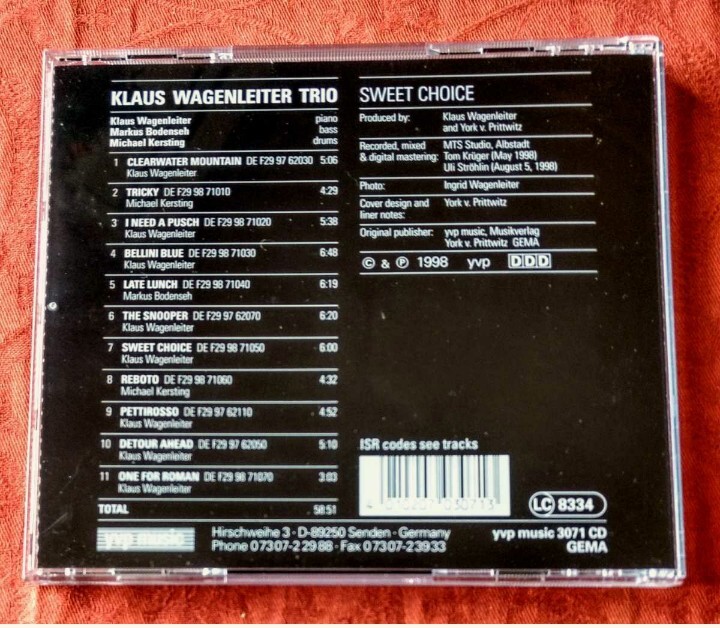 KLAUS WAGENLEITER TRIO
Klaus Wagenleiter piano
Markus Bodenseh bass
Michael Kersting drums
1 CLEARWATER MOUNTAIN DE F29 97 62030 5:06
Klaus Wagenleiter
2 TRICKY DE F29 98 71010 4:29
Michael Kersting
3 I NEED A PUSCH DE F29 98 71020 5:38
Klaus Wagenleiter
4 BELLINI BLUE DE F29 98 71030 6:48
Klaus Wagenleiter
5 LATE LUNCH DE F29 98 71040 6:19
Markus Bodenseh
6 THE SNOOPER DE F29 97 62070 6:20
Klaus Wagenleiter
7 SWEET CHOICE DE F29 98 71050 6:00
Klaus Wagenleiter
8 REBOTO DE F29 98 71060 4:32
Michael Kersting
9 PETTIROSSO DE F29 97 62110 4:52
Klaus Wagenleiter
10 DETOUR AHEAD DE F29 97 62050 5:10
Klaus Wagenleiter
11 ONE FOR ROMAN DE F29 98 71070 3:03
Klaus Wagenleiter
TOTAL 58:51
SWEET CHOICE
Produced by: Klaus Wagenleiter
and York v. Prittwitz
Recorded, mixed MTS Studio, Albstadt
& digital mastering: Tom Krüger (May 1998)
Uli Ströhlin (August 5, 1998)
Photo: Ingrid Wagenleiter
Cover design and York v. Prittwitz
liner notes:
Original publisher: yvp music, Musikverlag
York v. Prittwitz GEMA
© & ℗ 1998 yvp DDD
ISR codes see tracks
LC 8334
yvp music
Hirschweihe 3 · D-89250 Senden · Germany
Phone 07307-2 29 88 · Fax 07307-2 39 33
yvp music 3071 CD
GEMA